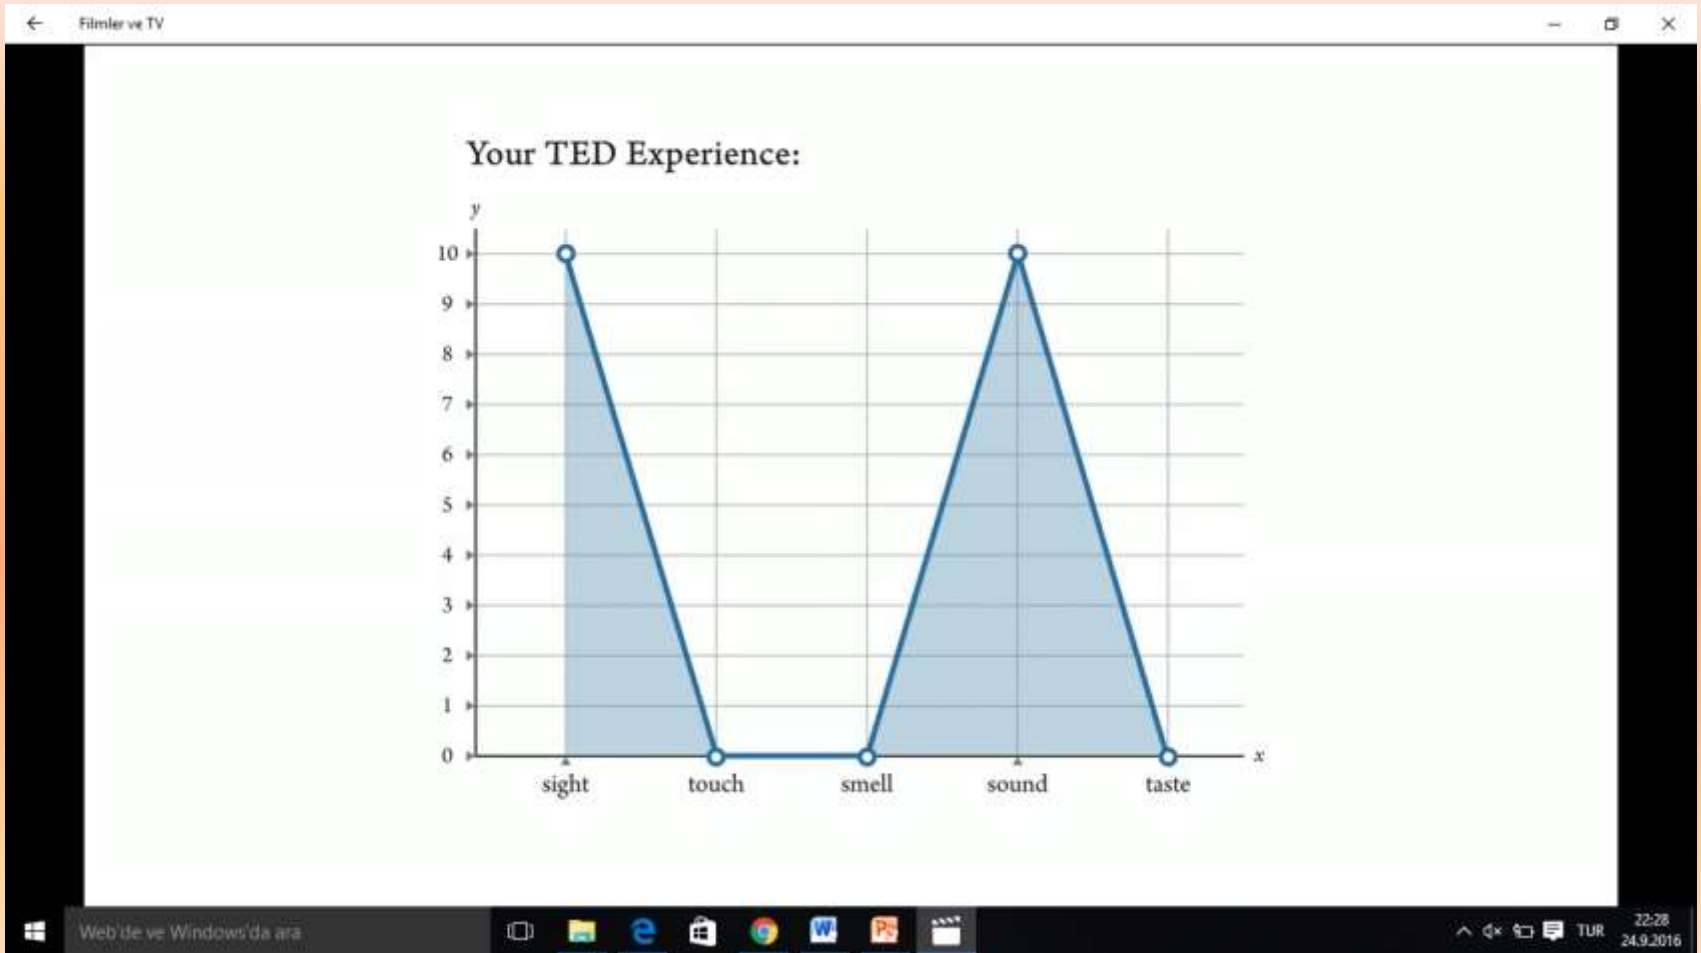 Filmler ve TV
Your TED Experience:
y
10
9
8
7
6
5
4
3
2
1
0
x
sight touch smell sound taste
Web'de ve Windows'da ara
TUR
22:28
24.9.2016